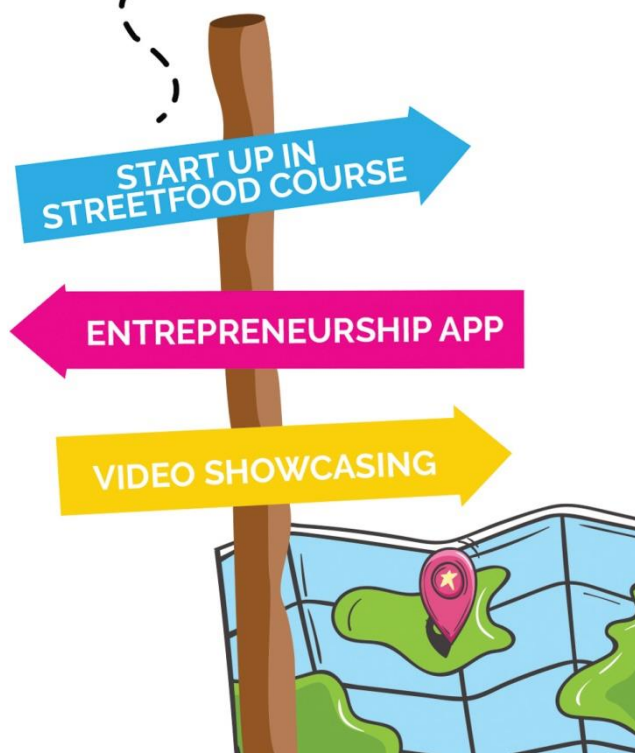 START UP IN
STREETFOOD COURSE
ENTREPRENEURSHIP APP
VIDEO SHOWCASING